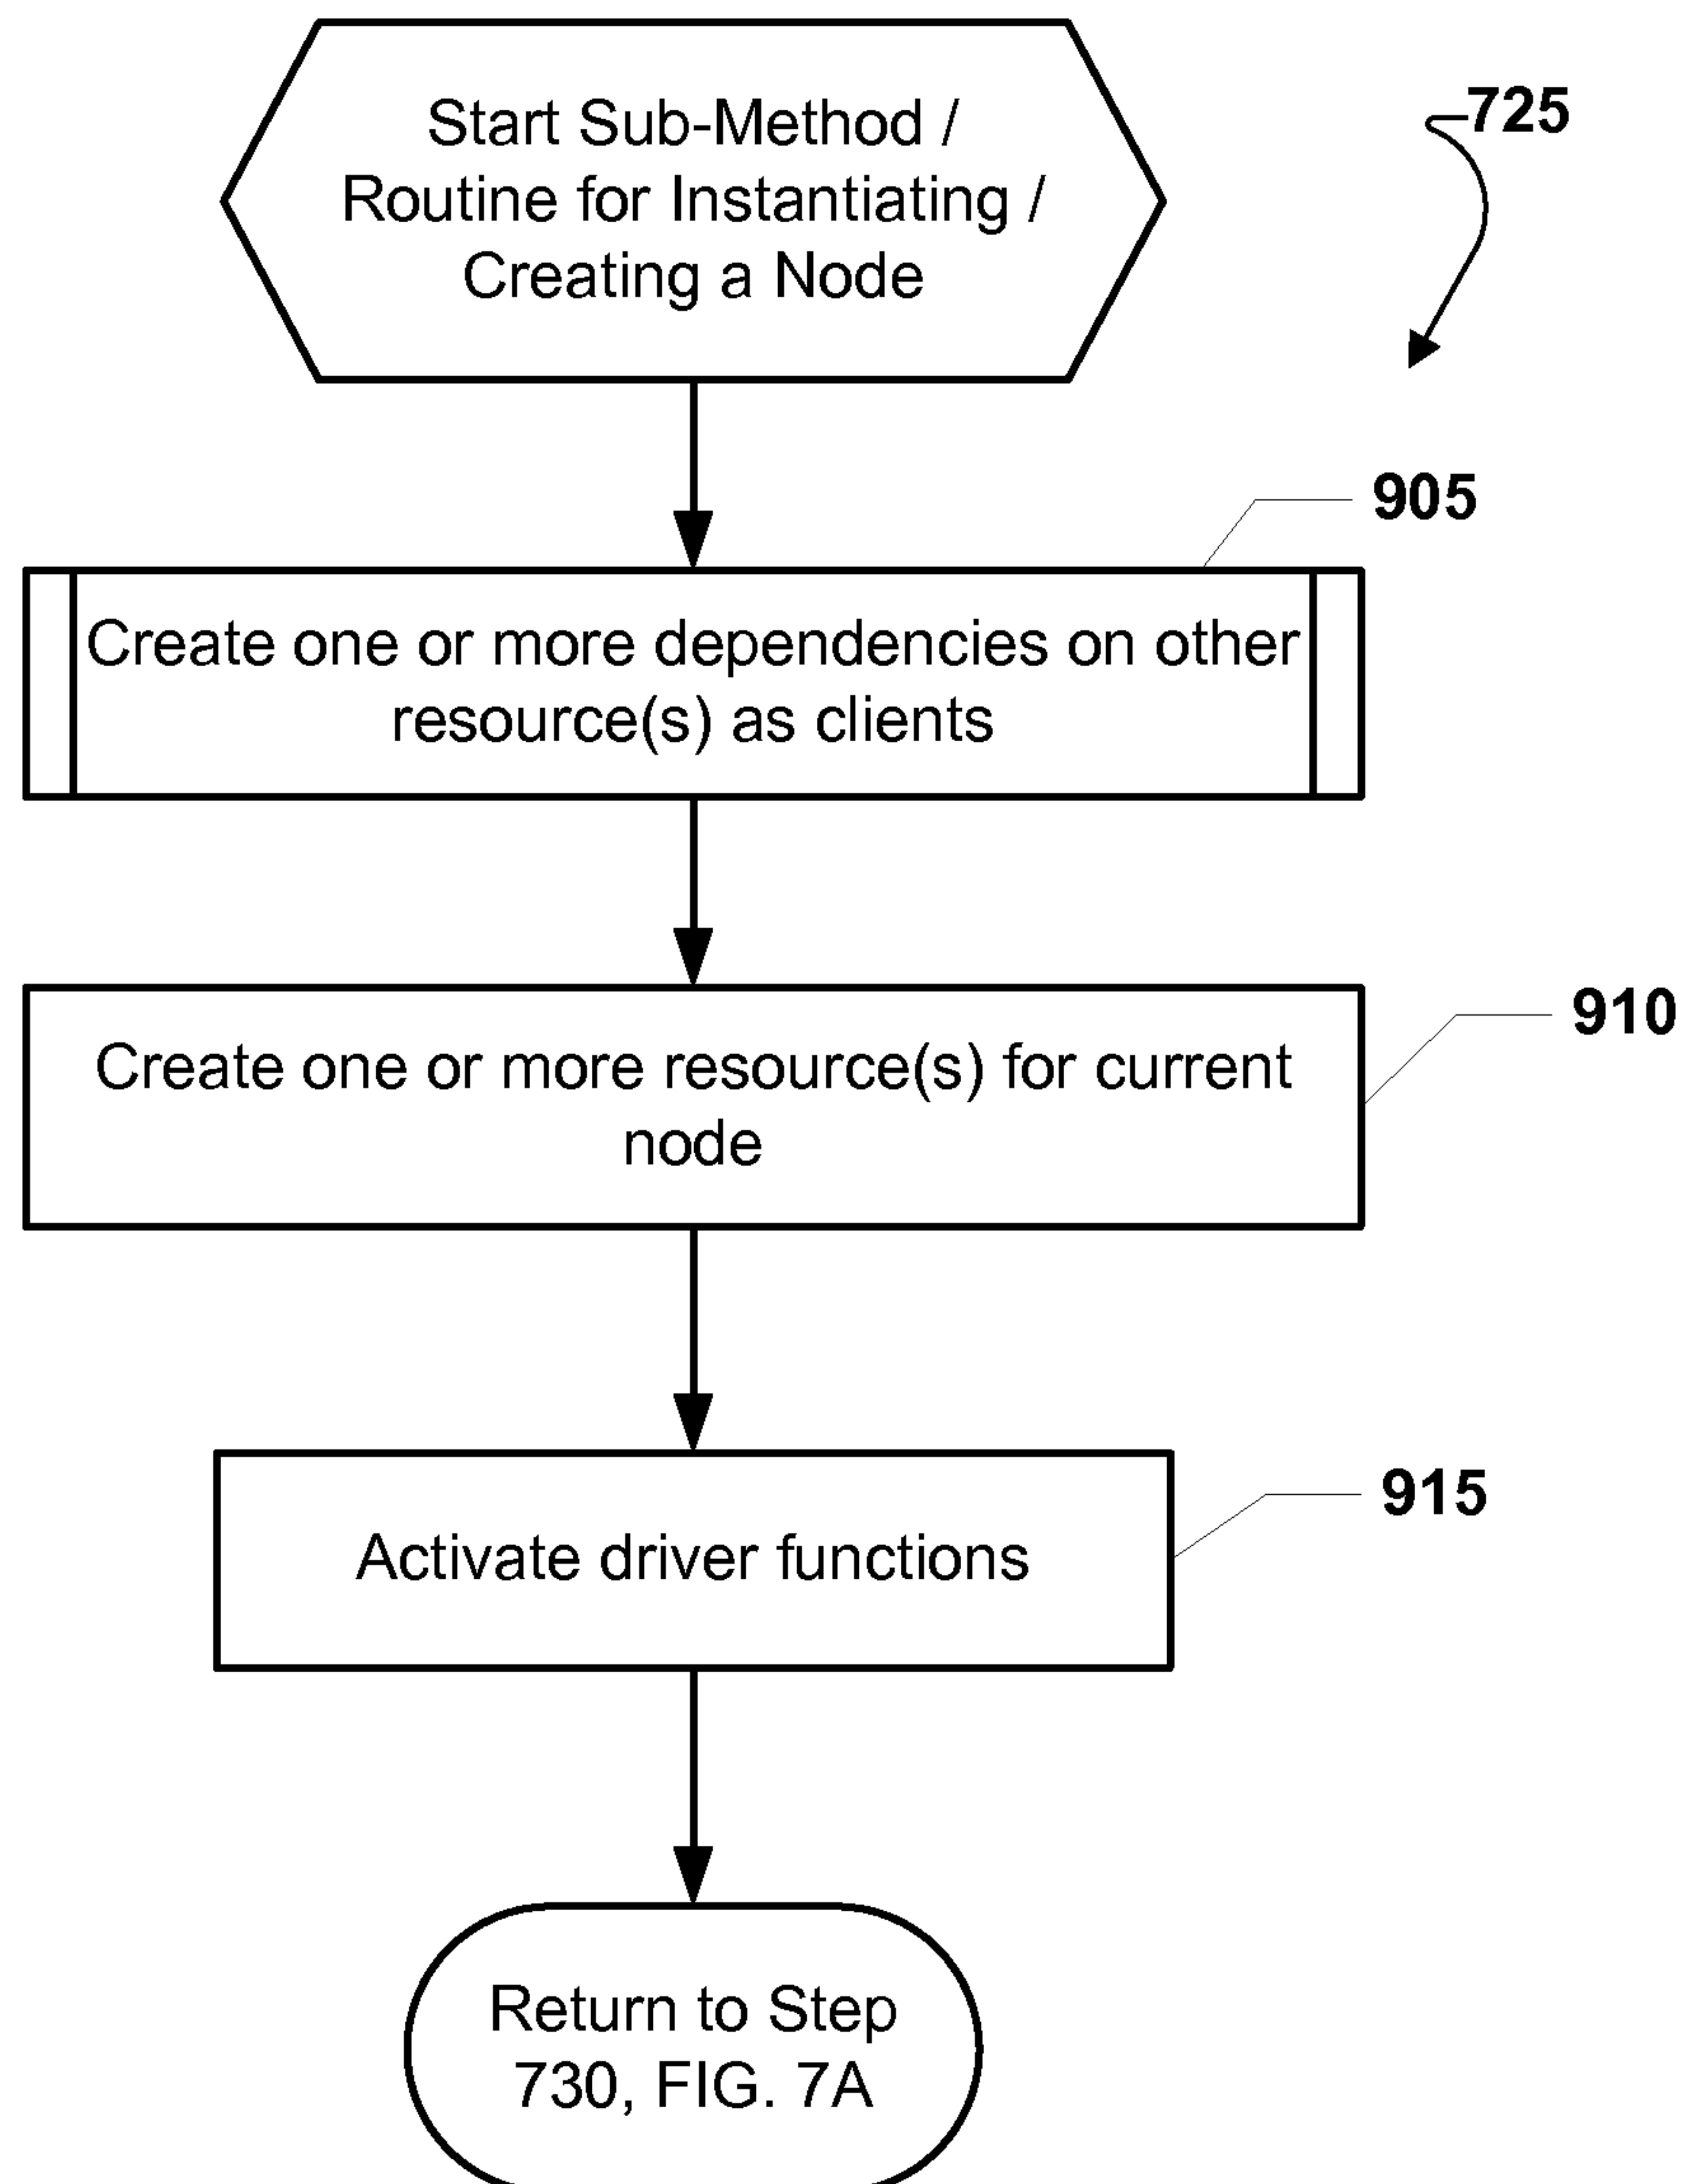 Start Sub-Method /
Routine for Instantiating /
Creating a Node
725
905
Create one or more dependencies on other
resource(s) as clients
910
Create one or more resource(s) for current
node
915
Activate driver functions
Return to Step
730, FIG. 7A